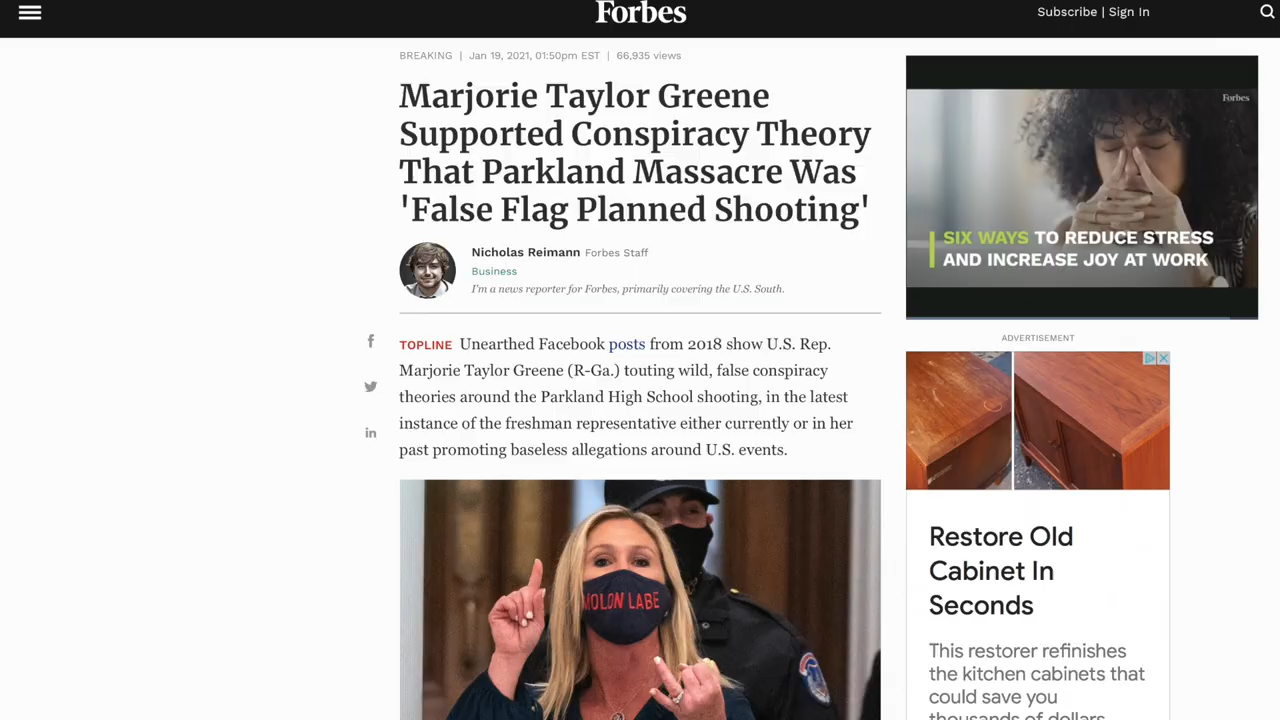 Forbes
Subscribe | Sign In
BREAKING | Jan 19, 2021, 01:50pm EST | 66,935 views
Marjorie Taylor Greene
Supported Conspiracy Theory
That Parkland Massacre Was
'False Flag Planned Shooting'
Nicholas Reimann Forbes Staff
Business
I'm a news reporter for Forbes, primarily covering the U.S. South.
TOPLINE Unearthed Facebook posts from 2018 show U.S. Rep.
Marjorie Taylor Greene (R-Ga.) touting wild, false conspiracy
theories around the Parkland High School shooting, in the latest
instance of the freshman representative either currently or in her
past promoting baseless allegations around U.S. events.
MOLON LABE
Forbes
SIX WAYS TO REDUCE STRESS
AND INCREASE JOY AT WORK
ADVERTISEMENT
Restore Old
Cabinet In
Seconds
This restorer refinishes
the kitchen cabinets that
could save you
thousands of dollars